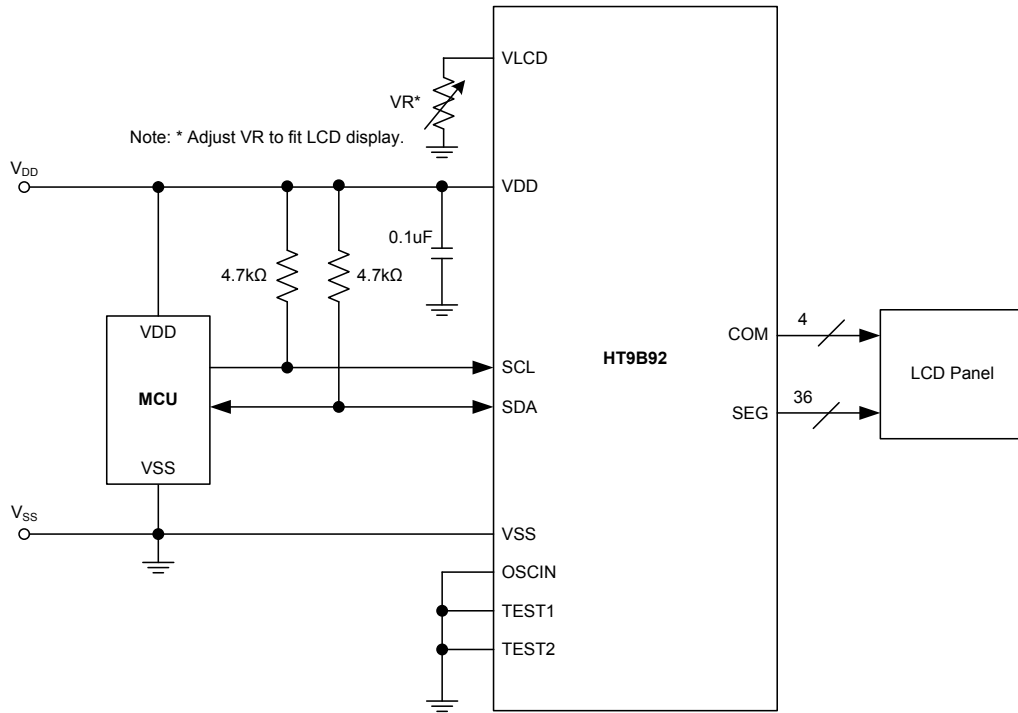 VLCD
VR*
Note: * Adjust VR to fit LCD display.
VDD
VDD
0.1uF
4.7kΩ
4.7kΩ
VDD
MCU
VSS
SCL
SDA
HT9B92
COM
SEG
4
36
LCD Panel
VSS
VSS
OSCIN
TEST1
TEST2